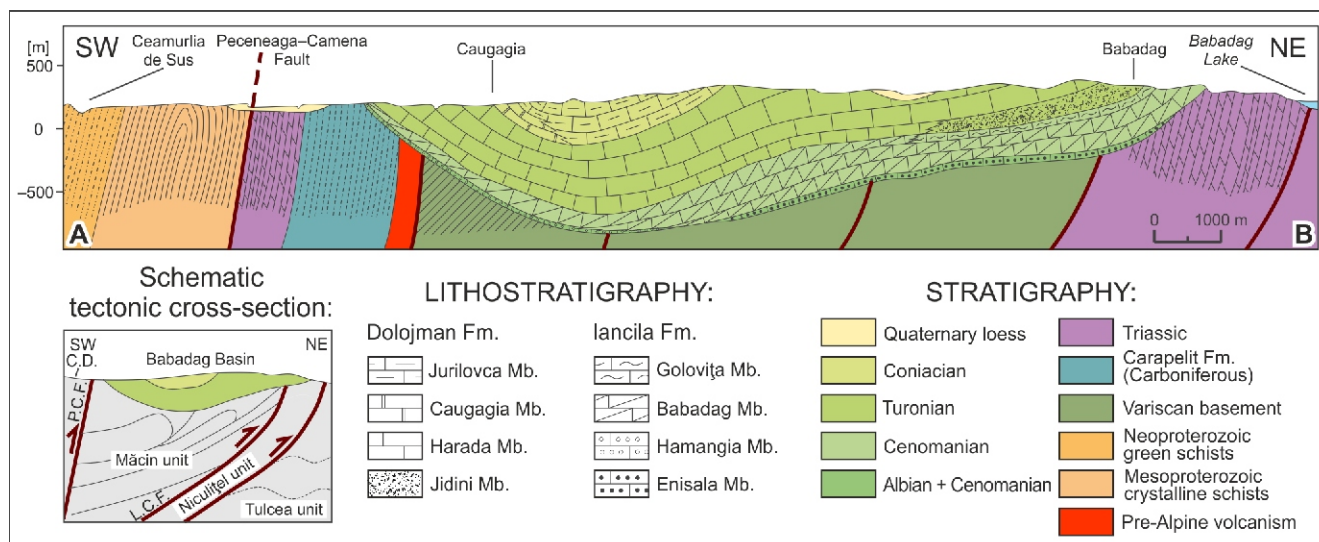 [m]
SW
Ceamurlia
de Sus
Peceneaga–Camena
Fault
Caugagia
Babadag
Babadag
Lake
NE
500
0
–500
A
0 1000 m
B
Schematic
tectonic cross-section:
SW
C.D.
Babadag Basin
NE
P.C.F.
Măcin unit
L.C.F.
Niculiţel unit
Tulcea unit
LITHOSTRATIGRAPHY:
Dolojman Fm.
Jurilovca Mb.
Caugagia Mb.
Harada Mb.
Jidini Mb.
Iancila Fm.
Goloviţa Mb.
Babadag Mb.
Hamangia Mb.
Enisala Mb.
STRATIGRAPHY:
Quaternary loess
Coniacian
Turonian
Cenomanian
Albian + Cenomanian
Triassic
Carapelit Fm.
(Carboniferous)
Variscan basement
Neoproterozoic
green schists
Mesoproterozoic
crystalline schists
Pre-Alpine volcanism